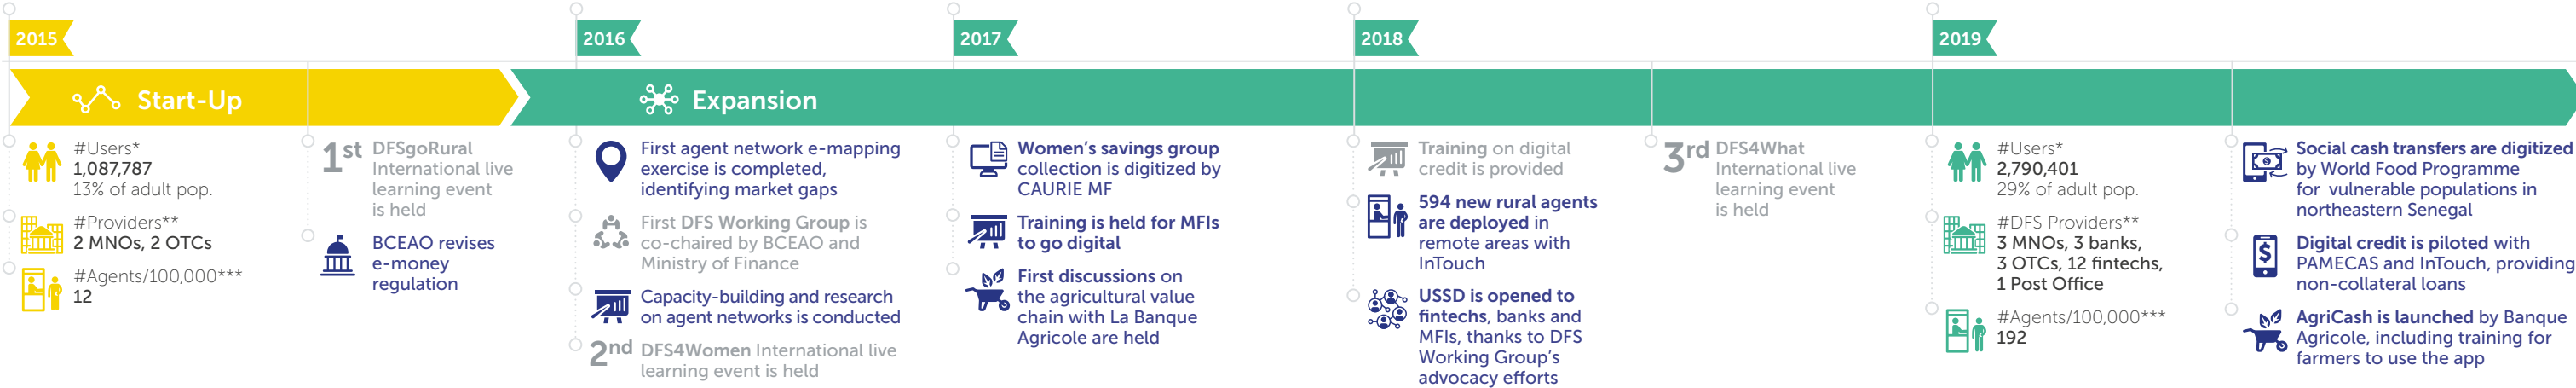 2015
2016
2017
2018
2019
Start-Up
Expansion
#Users*
1,087,787
13% of adult pop.
#Providers**
2 MNOs, 2 OTCs
#Agents/100,000***
12
1st
DFSgoRural
International live
learning event
is held
BCEAO revises
e-money
regulation
First agent network e-mapping
exercise is completed,
identifying market gaps
First DFS Working Group is
co-chaired by BCEAO and
Ministry of Finance
Capacity-building and research
on agent networks is conducted
2nd
DFS4Women International live
learning event is held
Women's savings group
collection is digitized by
CAURIE MF
Training is held for MFIs
to go digital
First discussions on
the agricultural value
chain with La Banque
Agricole are held
Training on digital
credit is provided
594 new rural agents
are deployed in
remote areas with
InTouch
USSD is opened to
fintechs, banks and
MFIs, thanks to DFS
Working Group's
advocacy efforts
3rd
DFS4What
International live
learning event
is held
#Users*
2,790,401
29% of adult pop.
#DFS Providers**
3 MNOs, 3 banks,
3 OTCs, 12 fintechs,
1 Post Office
#Agents/100,000***
192
Social cash transfers are digitized
by World Food Programme
for vulnerable populations in
northeastern Senegal
Digital credit is piloted with
PAMECAS and InTouch, providing
non-collateral loans
AgriCash is launched by Banque
Agricole, including training for
farmers to use the app